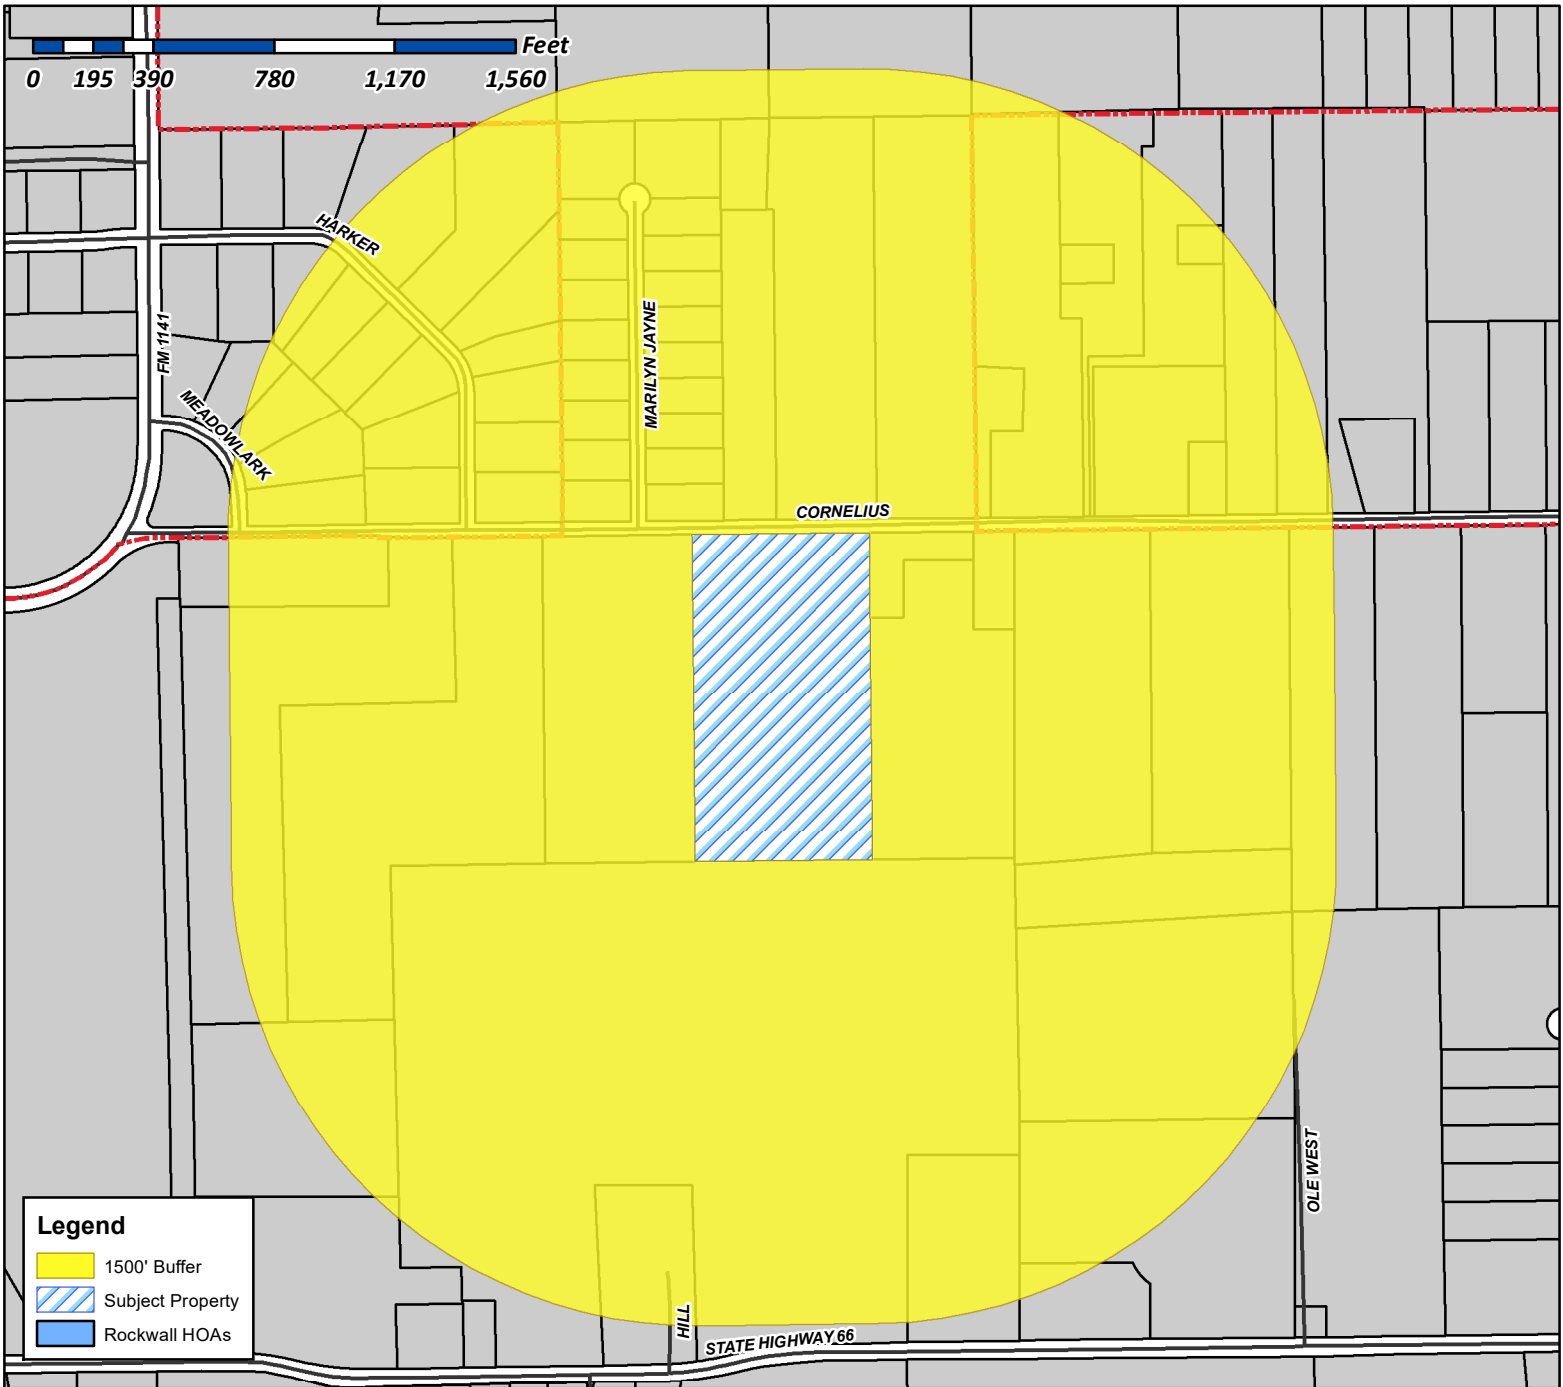 Feet
0 195 390 780 1,170 1,560
HARKER
FM 1141
MARILYN JAYNE
MEADOWLARK
CORNELIUS
OLE WEST
HILL
STATE HIGHWAY 66
Legend
1500' Buffer
Subject Property
Rockwall HOAs